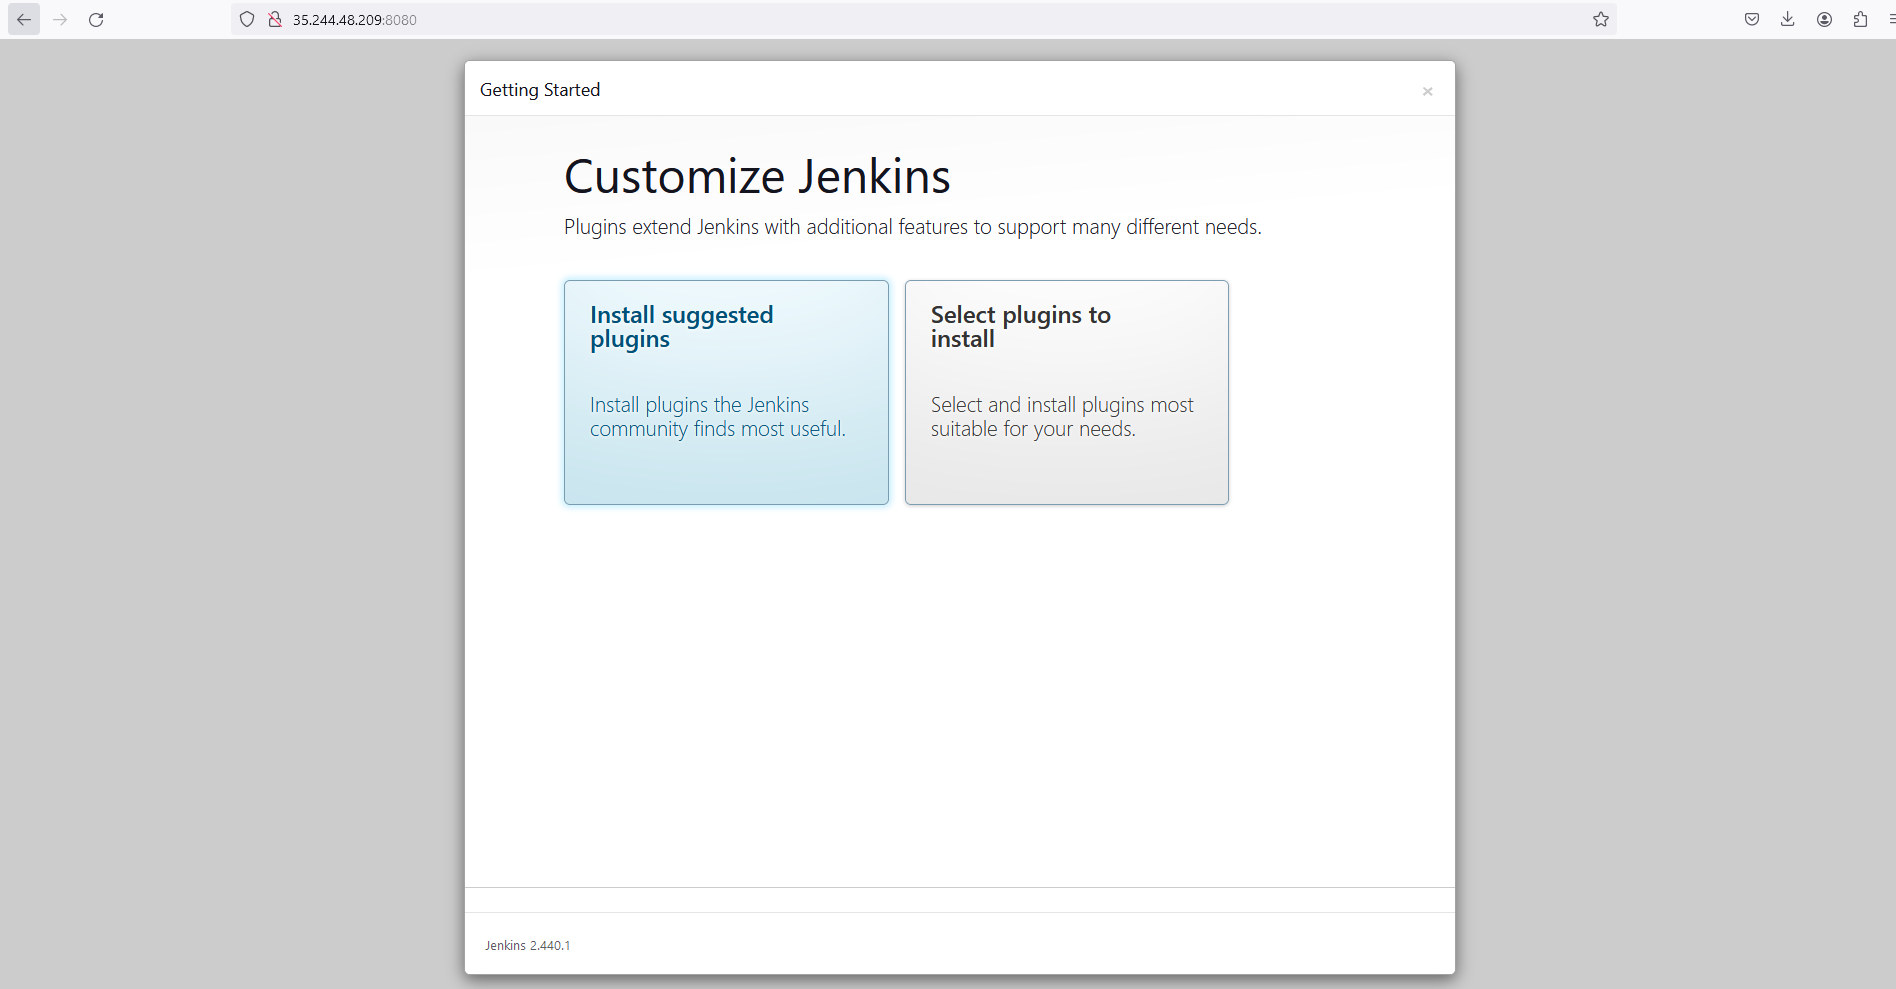 35.244.48.209:8080
Getting Started
×
Customize Jenkins
Plugins extend Jenkins with additional features to support many different needs.
Install suggested
plugins
Install plugins the Jenkins
community finds most useful.
Select plugins to
install
Select and install plugins most
suitable for your needs.
Jenkins 2.440.1